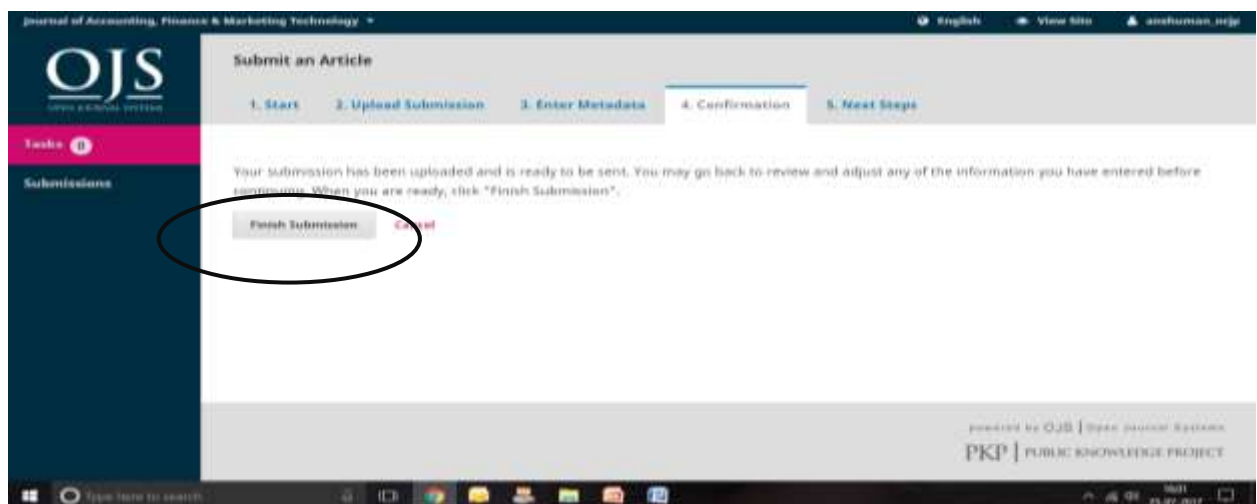 Journal of Accounting, Finance & Marketing Technology
English View Site
OJS
OPEN JOURNAL SYSTEMS
Submit an Article
1. Start 2. Upload Submission 3. Enter Metadata 4. Confirmation 5. Next Steps
Tasks 0
Submissions
Your submission has been uploaded and is ready to be sent. You may go back to review and adjust any of the information you have entered before
continuing. When you are ready, click "Finish Submission".
Finish Submission Cancel
powered by OJS | Open Journal Systems
PKP | PUBLIC KNOWLEDGE PROJECT
Type here to search